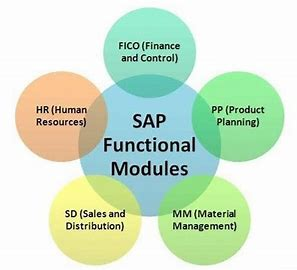 FICO (Finance
and Control)
HR (Human
Resources)
SAP
Functional
Modules
PP (Product
Planning)
SD (Sales and
Distribution)
MM (Material
Management)